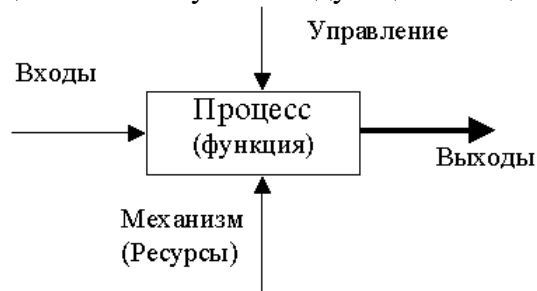 Управление
Входы
Процесс
(функция)
Выходы
Механизм
(Ресурсы)